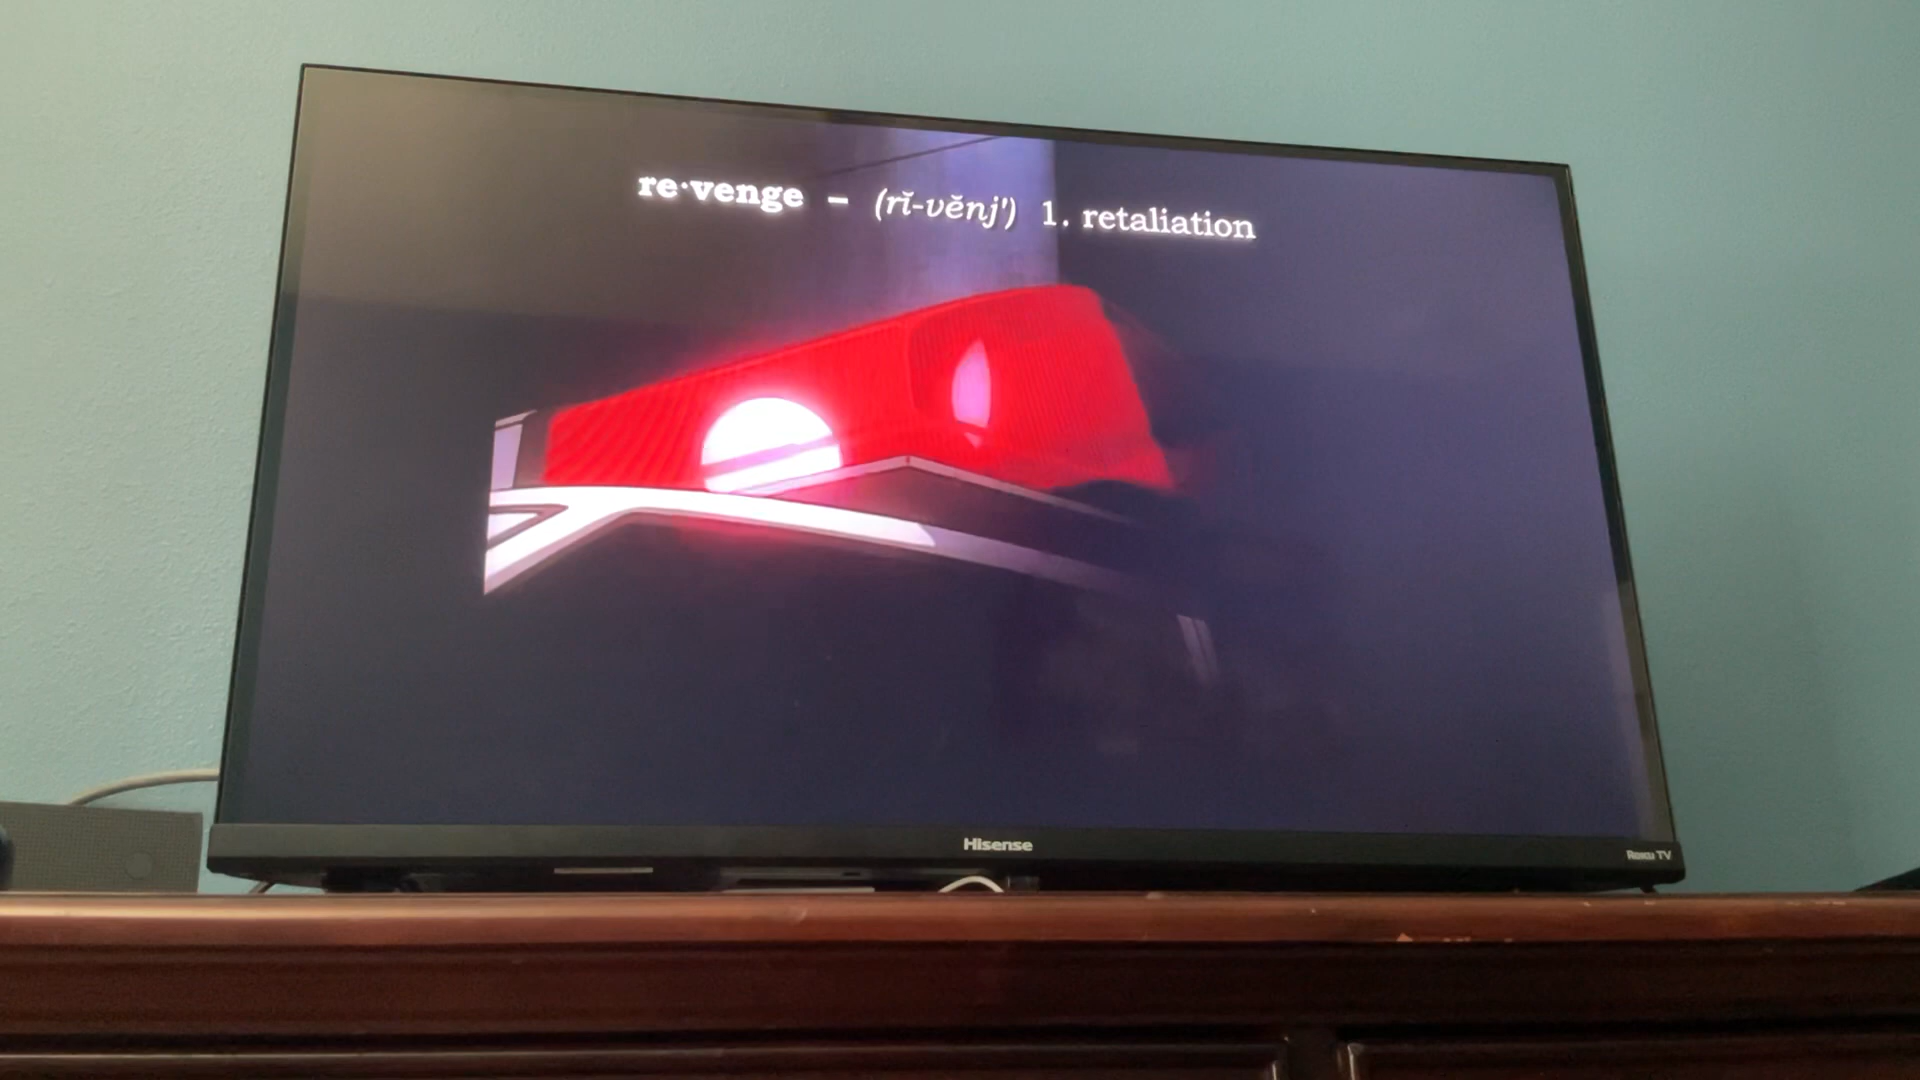 re·venge – (rĭ-vĕnj') 1. retaliation
Hisense
Roku TV